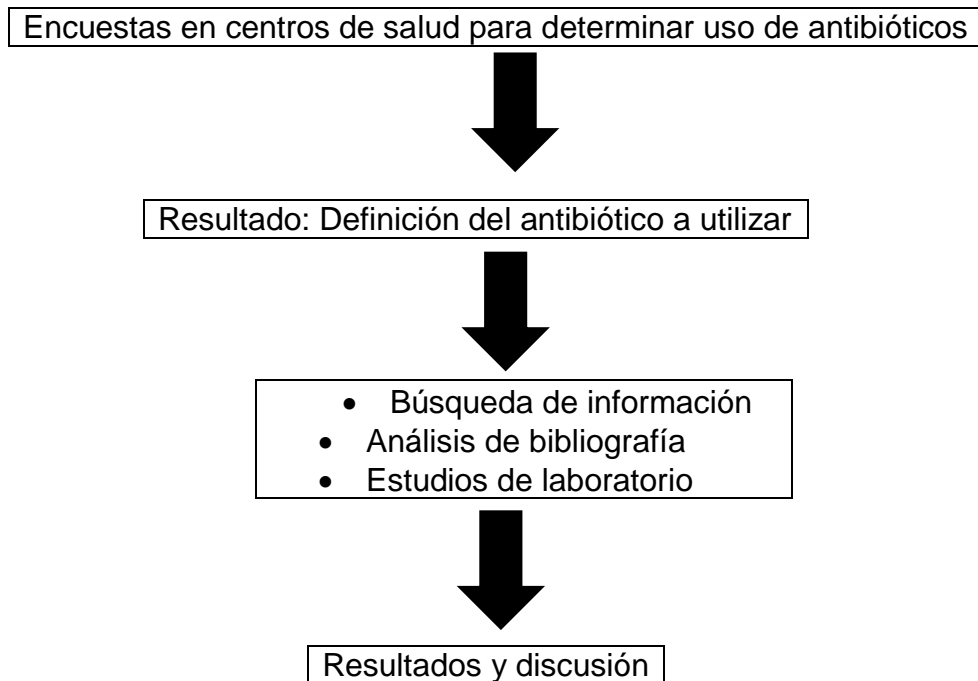 Encuestas en centros de salud para determinar uso de antibióticos
Resultado: Definición del antibiótico a utilizar
• Búsqueda de información
• Análisis de bibliografía
• Estudios de laboratorio
Resultados y discusión